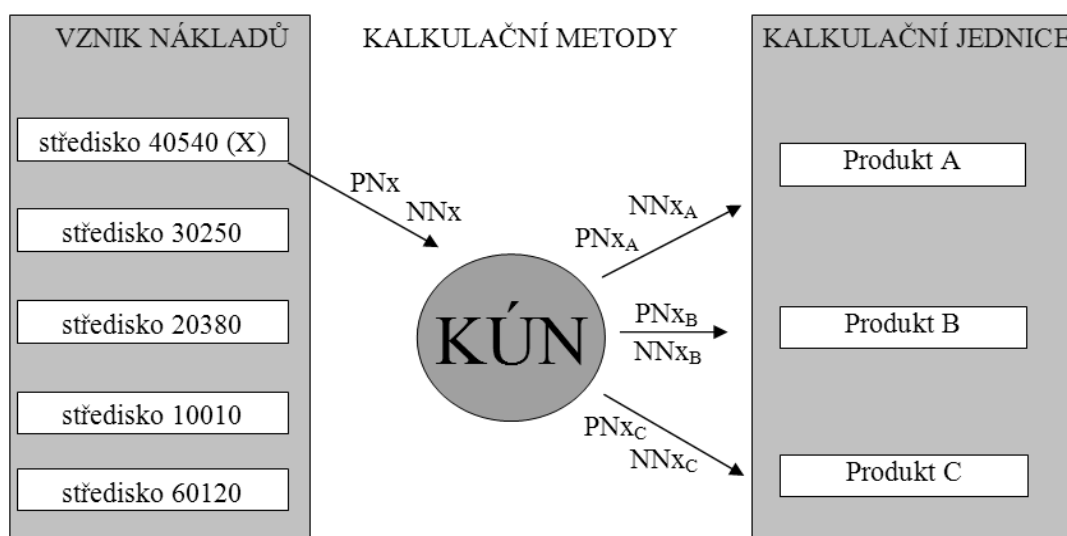 VZNIK NÁKLADŮ
KALKULAČNÍ METODY
KALKULAČNÍ JEDNICE
středisko 40540 (X)
středisko 30250
středisko 20380
středisko 10010
středisko 60120
PNx
NNx
KÚN
NNxA
PNxA
PNxB
NNxB
PNxC
NNxC
Produkt A
Produkt B
Produkt C